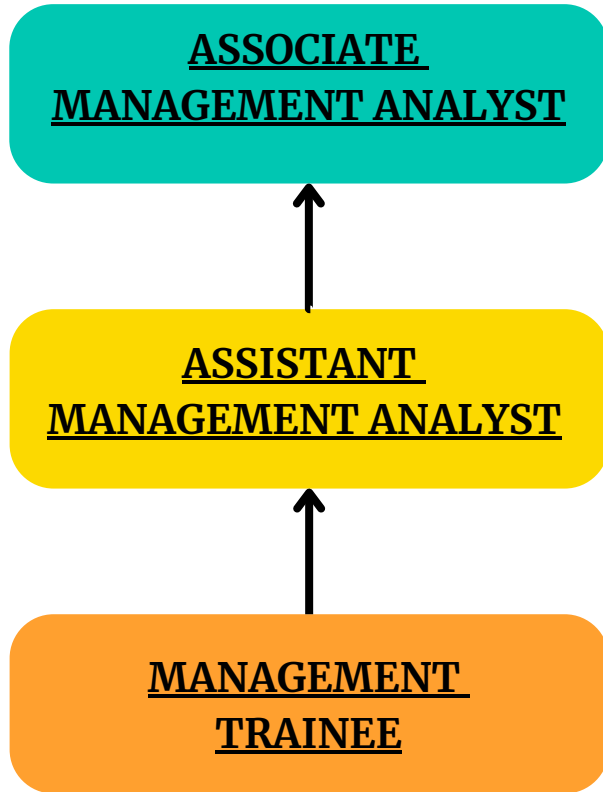 ASSOCIATE
MANAGEMENT ANALYST
ASSISTANT
MANAGEMENT ANALYST
MANAGEMENT
TRAINEE